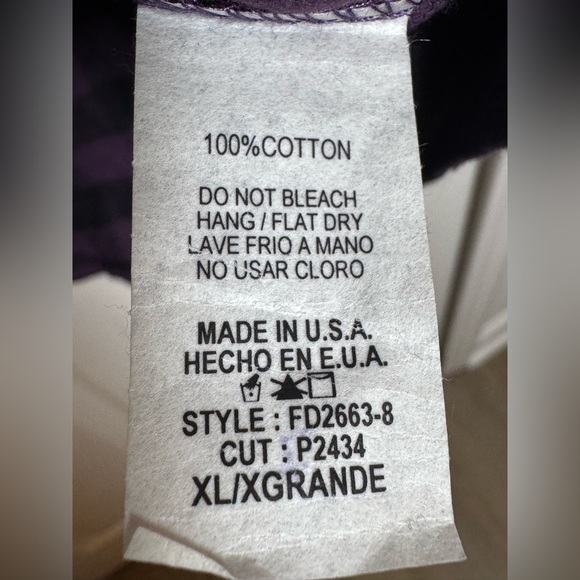 100%COTTON
DO NOT BLEACH
HANG / FLAT DRY
LAVE FRIO A MANO
NO USAR CLORO
MADE IN U.S.A.
HECHO EN E.U.A.
STYLE : FD2663-8
CUT : P2434
XL/XGRANDE